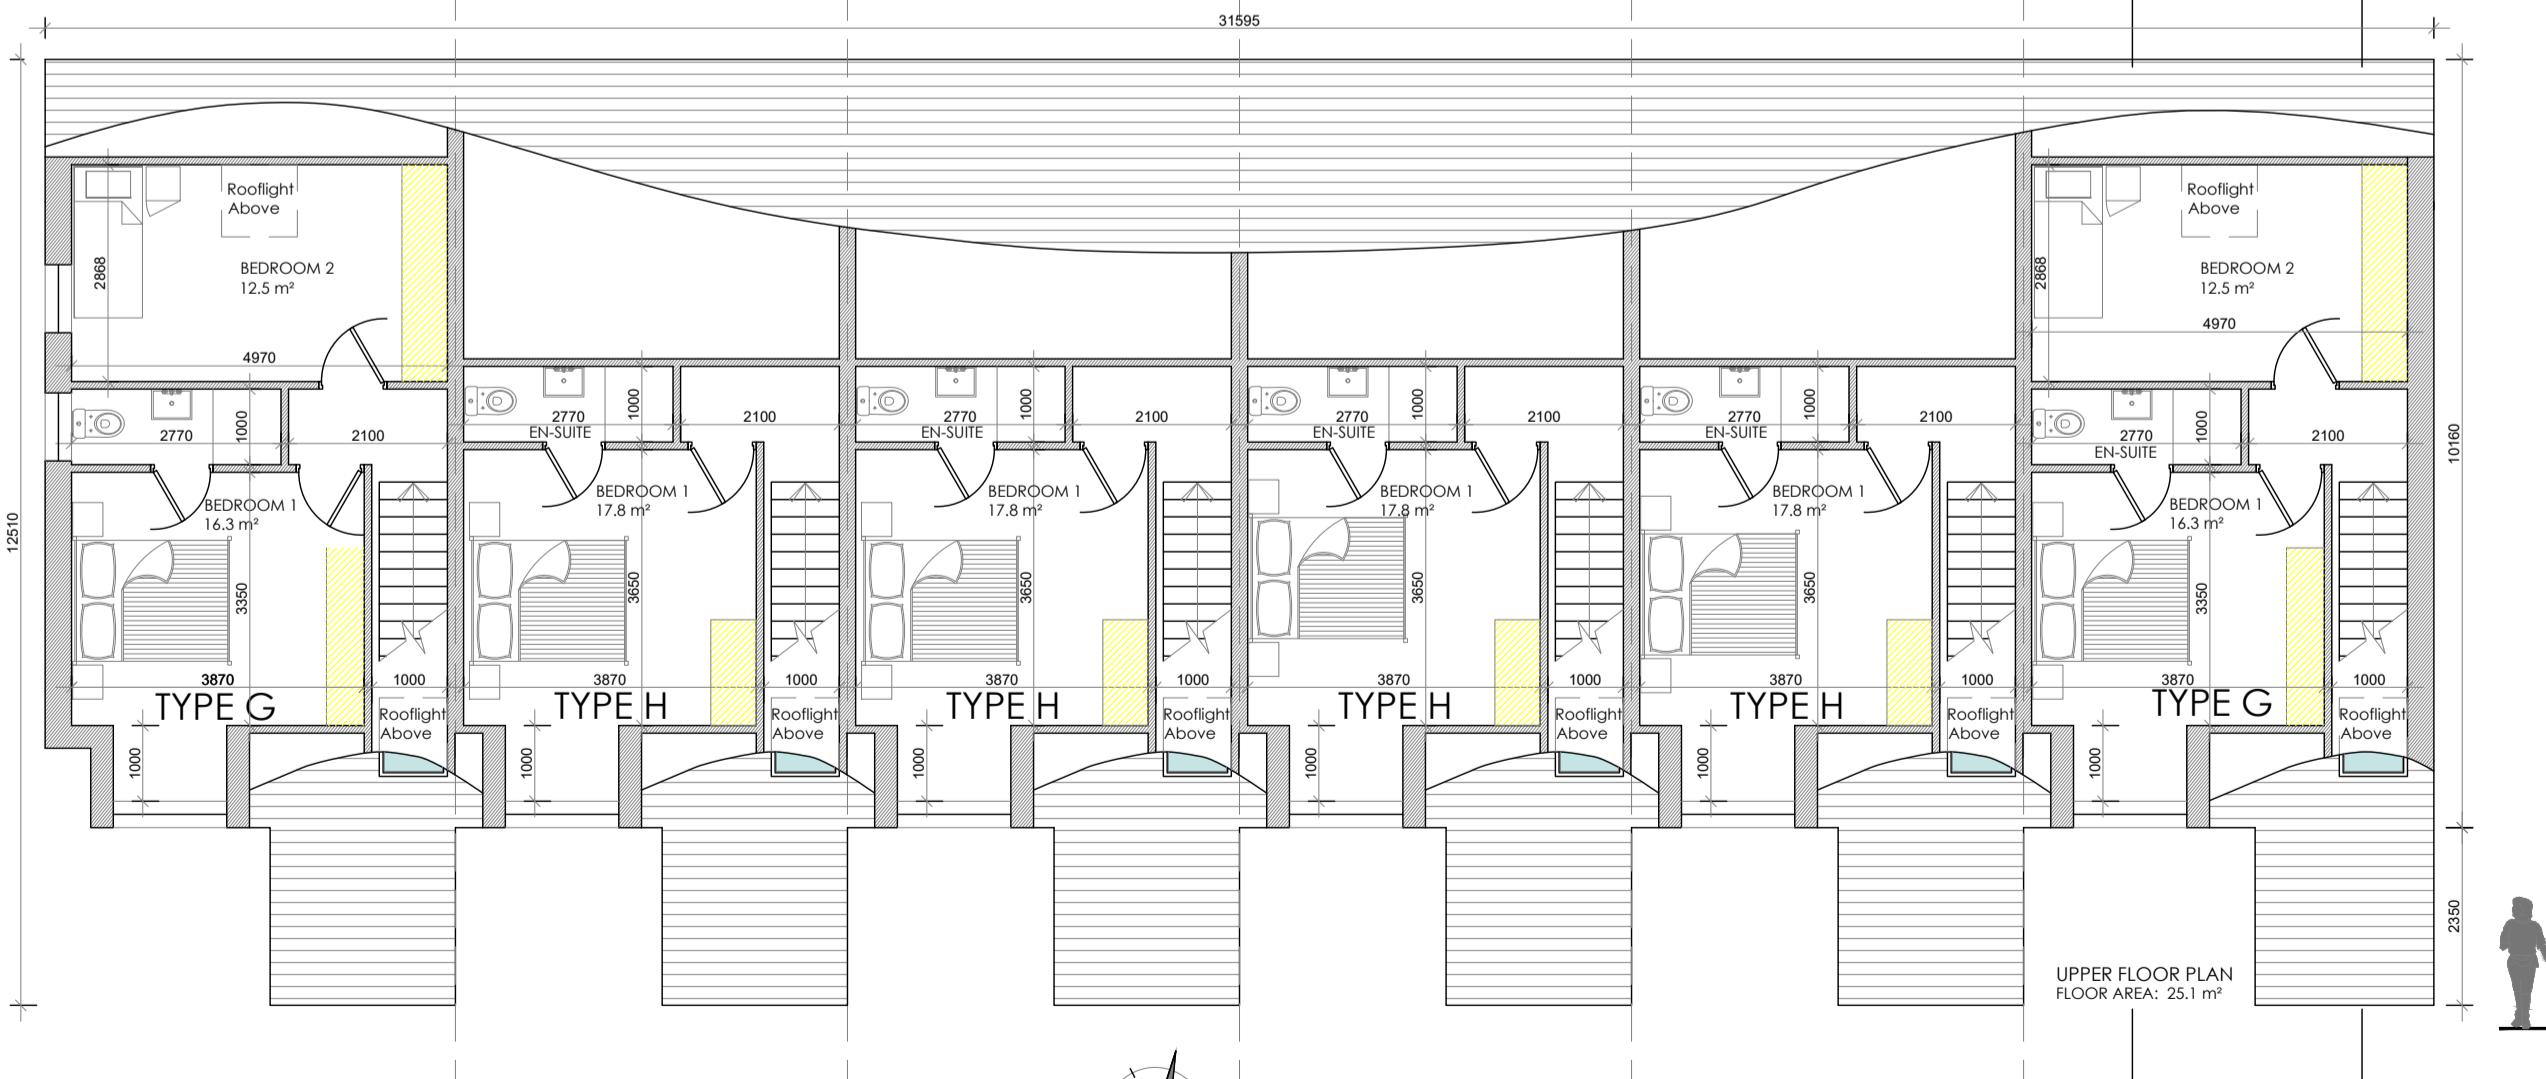 31595
Rooflight
Above
Rooflight
Above
2868
BEDROOM 2
12.5 m²
2868
BEDROOM 2
12.5 m²
4970
4970
2770
1000
2100
2770
EN-SUITE
1000
2100
2770
EN-SUITE
1000
2100
2770
EN-SUITE
1000
2100
2770
EN-SUITE
1000
2100
2770
EN-SUITE
1000
2100
10160
12510
BEDROOM 1
16.3 m²
BEDROOM 1
17.8 m²
BEDROOM 1
17.8 m²
BEDROOM 1
17.8 m²
BEDROOM 1
17.8 m²
BEDROOM 1
16.3 m²
3350
3650
3650
3650
3650
3350
3870
1000
3870
1000
3870
1000
3870
1000
3870
1000
3870
1000
TYPE G
TYPE H
TYPE H
TYPE H
TYPE H
TYPE G
Rooflight
Above
Rooflight
Above
Rooflight
Above
Rooflight
Above
Rooflight
Above
Rooflight
Above
1000
1000
1000
1000
1000
1000
2350
UPPER FLOOR PLAN
FLOOR AREA: 25.1 m²